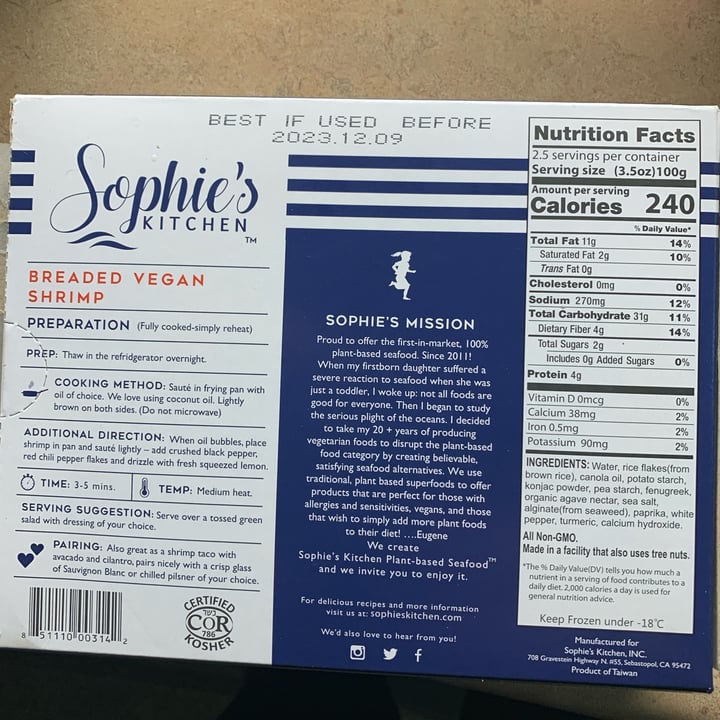 BEST IF USED BEFORE
2023.12.09
Sophie's
KITCHEN™
BREADED VEGAN
SHRIMP
PREPARATION (Fully cooked-simply reheat)
PREP: Thaw in the refridgerator overnight.
COOKING METHOD: Sauté in frying pan with
oil of choice. We love using coconut oil. Lightly
brown on both sides. (Do not microwave)
ADDITIONAL DIRECTION: When oil bubbles, place
shrimp in pan and sauté lightly – add crushed black pepper,
red chili pepper flakes and drizzle with fresh squeezed lemon.
TIME: 3-5 mins.
TEMP: Medium heat.
SERVING SUGGESTION: Serve over a tossed green
salad with dressing of your choice.
PAIRING: Also great as a shrimp taco with
avocado and cilantro, pairs nicely with a crisp glass
of Sauvignon Blanc or chilled pilsner of your choice.
8 51110 00314 2
CERTIFIED
כשר
COR
786
KOSHER
SOPHIE'S MISSION
Proud to offer the first-in-market, 100%
plant-based seafood. Since 2011!
When my firstborn daughter suffered a
severe reaction to seafood when she was
just a toddler, I woke up: not all foods are
good for everyone. Then I began to study
the serious plight of the oceans. I decided
to take my 20 + years of producing
vegetarian foods to disrupt the plant-based
food category by creating believable,
satisfying seafood alternatives. We use
traditional, plant based superfoods to offer
products that are perfect for those with
allergies and sensitivities, vegans, and those
that wish to simply add more plant foods
to their diet! ....Eugene
We create
Sophie's Kitchen Plant-based Seafood™
and we invite you to enjoy it.
For delicious recipes and more information
visit us at: sophieskitchen.com
We'd also love to hear from you!
Nutrition Facts
2.5 servings per container
Serving size (3.5oz)100g
Amount per serving
Calories 240
% Daily Value*
Total Fat 11g 14%
Saturated Fat 2g 10%
Trans Fat 0g
Cholesterol 0mg 0%
Sodium 270mg 12%
Total Carbohydrate 31g 11%
Dietary Fiber 4g 14%
Total Sugars 2g
Includes 0g Added Sugars 0%
Protein 4g
Vitamin D 0mcg 0%
Calcium 38mg 2%
Iron 0.5mg 2%
Potassium 90mg 2%
INGREDIENTS: Water, rice flakes(from
brown rice), canola oil, potato starch,
konjac powder, pea starch, fenugreek,
organic agave nectar, sea salt,
alginate(from seaweed), paprika, white
pepper, turmeric, calcium hydroxide.
All Non-GMO.
Made in a facility that also uses tree nuts.
*The % Daily Value(DV) tells you how much a
nutrient in a serving of food contributes to a
daily diet. 2,000 calories a day is used for
general nutrition advice.
Keep Frozen under -18℃
Manufactured for
Sophie's Kitchen, INC.
708 Gravestein Highway N. #55, Sebastopol, CA 95472
Product of Taiwan